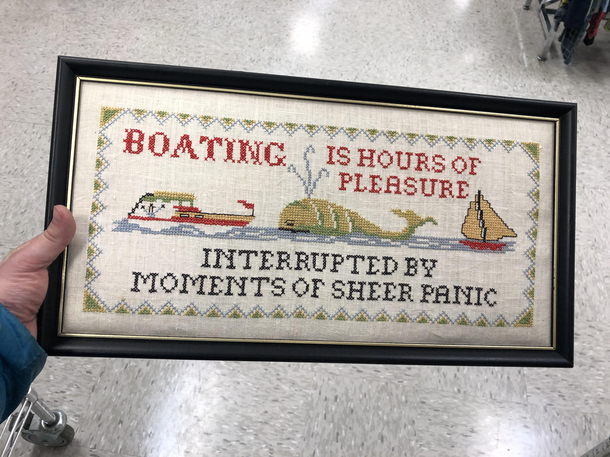 BOATING IS HOURS OF
PLEASURE
INTERRUPTED BY
MOMENTS OF SHEER PANIC